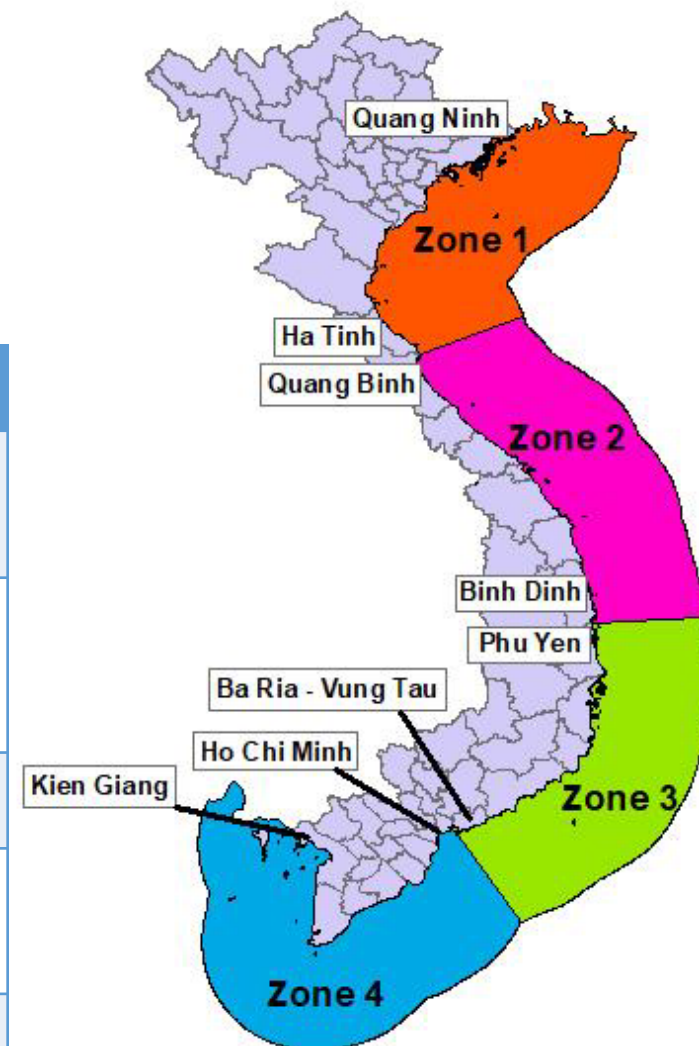 Quang Ninh
Zone 1
Ha Tinh
Quang Binh
Zone 2
Binh Dinh
Phu Yen
Ba Ria - Vung Tau
Ho Chi Minh
Kien Giang
Zone 3
Zone 4